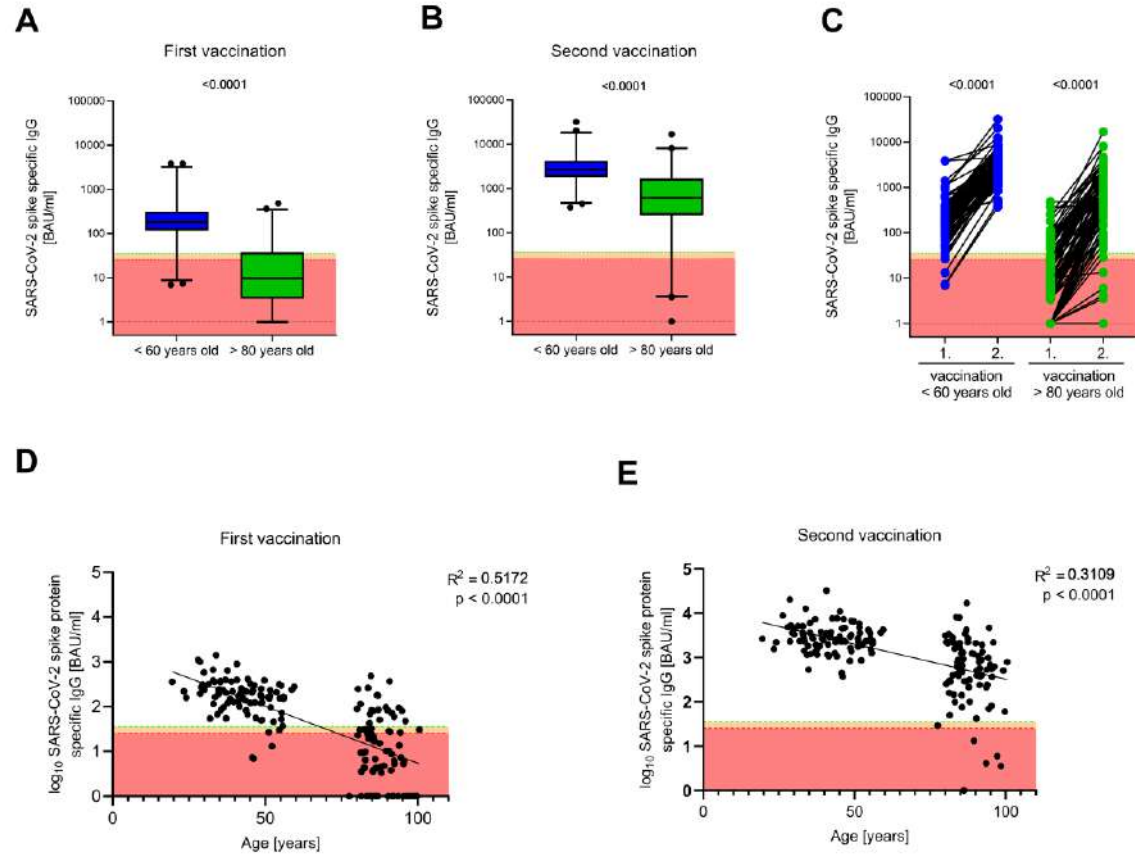 A
First vaccination
<0.0001
SARS-CoV-2 spike specific IgG
[BAU/ml]
100000
10000
1000
100
10
1
< 60 years old
> 80 years old
B
Second vaccination
<0.0001
SARS-CoV-2 spike specific IgG
[BAU/ml]
100000
10000
1000
100
10
1
< 60 years old
> 80 years old
C
<0.0001
<0.0001
SARS-CoV-2 spike specific IgG
[BAU/ml]
100000
10000
1000
100
10
1
1. 2. 1. 2.
vaccination
< 60 years old
vaccination
> 80 years old
D
First vaccination
R² = 0.5172
p < 0.0001
log₁₀ SARS-CoV-2 spike protein
specific IgG [BAU/ml]
5
4
3
2
1
0
0 50 100
Age [years]
E
Second vaccination
R² = 0.3109
p < 0.0001
log₁₀ SARS-CoV-2 spike protein
specific IgG [BAU/ml]
5
4
3
2
1
0
0 50 100
Age [years]